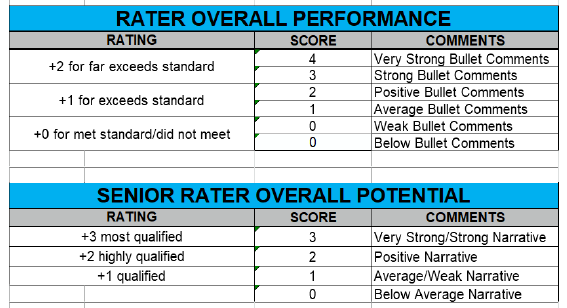 RATER OVERALL PERFORMANCE
RATING SCORE COMMENTS
+2 for far exceeds standard 4 Very Strong Bullet Comments
3 Strong Bullet Comments
+1 for exceeds standard 2 Positive Bullet Comments
1 Average Bullet Comments
+0 for met standard/did not meet 0 Weak Bullet Comments
0 Below Bullet Comments
SENIOR RATER OVERALL POTENTIAL
RATING SCORE COMMENTS
+3 most qualified 3 Very Strong/Strong Narrative
+2 highly qualified 2 Positive Narrative
+1 qualified 1 Average/Weak Narrative
0 Below Average Narrative